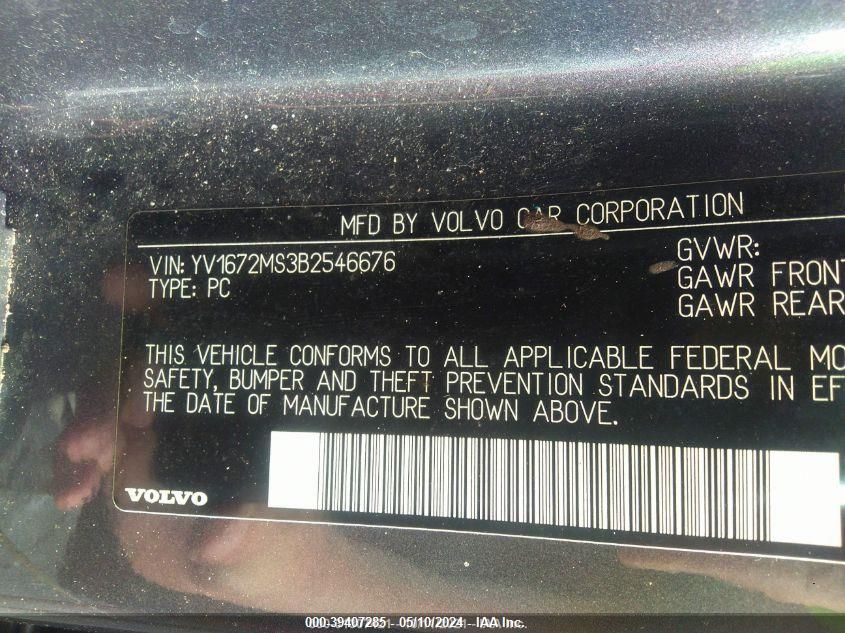 MFD BY VOLVO CAR CORPORATION
VIN: YV1672MS3B2546676
TYPE: PC
GVWR:
GAWR FRONT
GAWR REAR
THIS VEHICLE CONFORMS TO ALL APPLICABLE FEDERAL MO
SAFETY, BUMPER AND THEFT PREVENTION STANDARDS IN EF
THE DATE OF MANUFACTURE SHOWN ABOVE.
VOLVO
000-39407285 05/10/2024 IAA Inc.